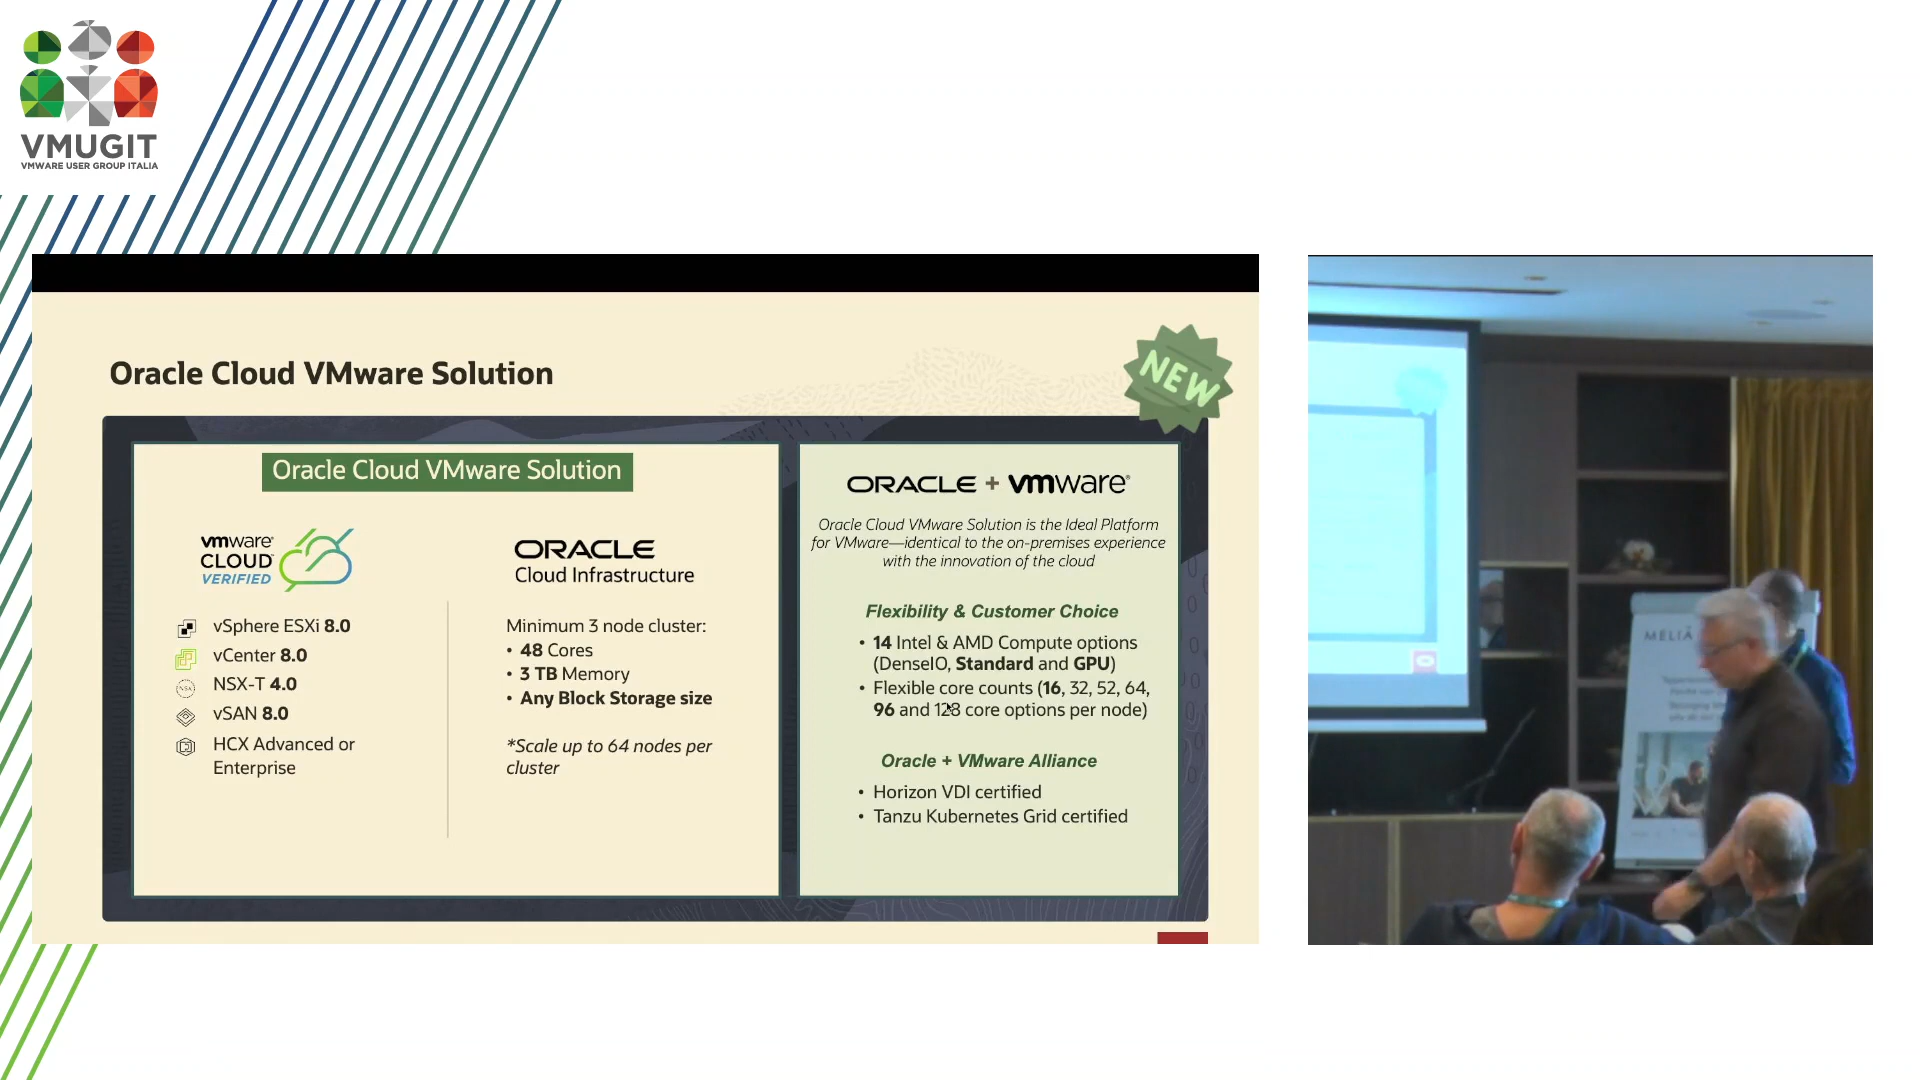 VMUGIT
VMWARE USER GROUP ITALIA
Oracle Cloud VMware Solution
NEW
Oracle Cloud VMware Solution
vmware
CLOUD
VERIFIED
vSphere ESXi 8.0
vCenter 8.0
NSX-T 4.0
vSAN 8.0
HCX Advanced or
Enterprise
ORACLE
Cloud Infrastructure
Minimum 3 node cluster:
• 48 Cores
• 3 TB Memory
• Any Block Storage size
*Scale up to 64 nodes per
cluster
ORACLE + vmware®
Oracle Cloud VMware Solution is the Ideal Platform
for VMware—identical to the on-premises experience
with the innovation of the cloud
Flexibility & Customer Choice
• 14 Intel & AMD Compute options
(DenseIO, Standard and GPU)
• Flexible core counts (16, 32, 52, 64,
96 and 128 core options per node)
Oracle + VMware Alliance
• Horizon VDI certified
• Tanzu Kubernetes Grid certified
MELIÁ